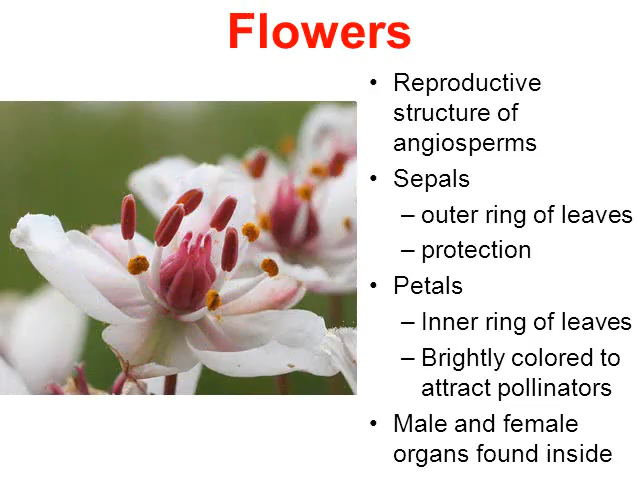 Flowers
• Reproductive
structure of
angiosperms
• Sepals
– outer ring of leaves
– protection
• Petals
– Inner ring of leaves
– Brightly colored to
attract pollinators
• Male and female
organs found inside